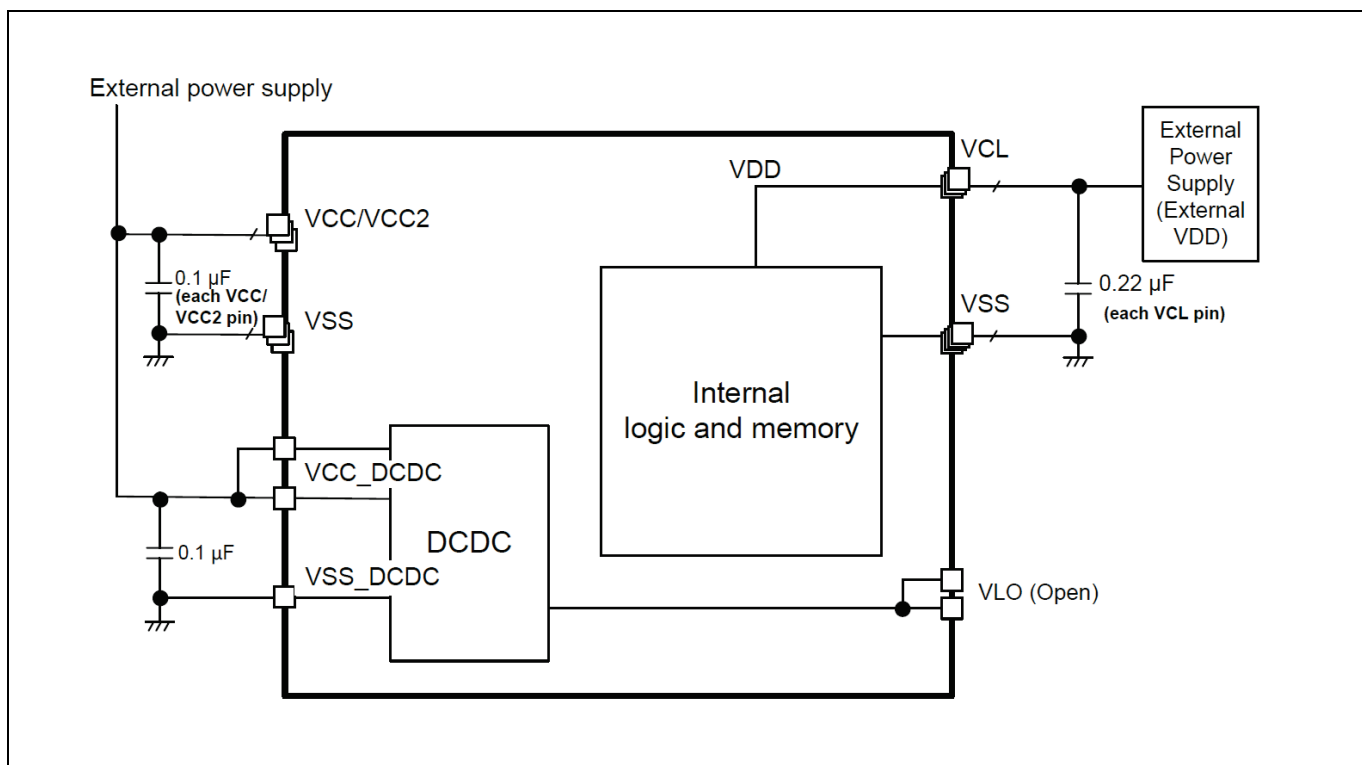 External power supply
VCC/VCC2
0.1 µF
(each VCC/
VCC2 pin)
VSS
VCC_DCDC
0.1 µF
VSS_DCDC
DCDC
VDD
Internal
logic and memory
VCL
External
Power
Supply
(External
VDD)
0.22 µF
(each VCL pin)
VSS
VLO (Open)